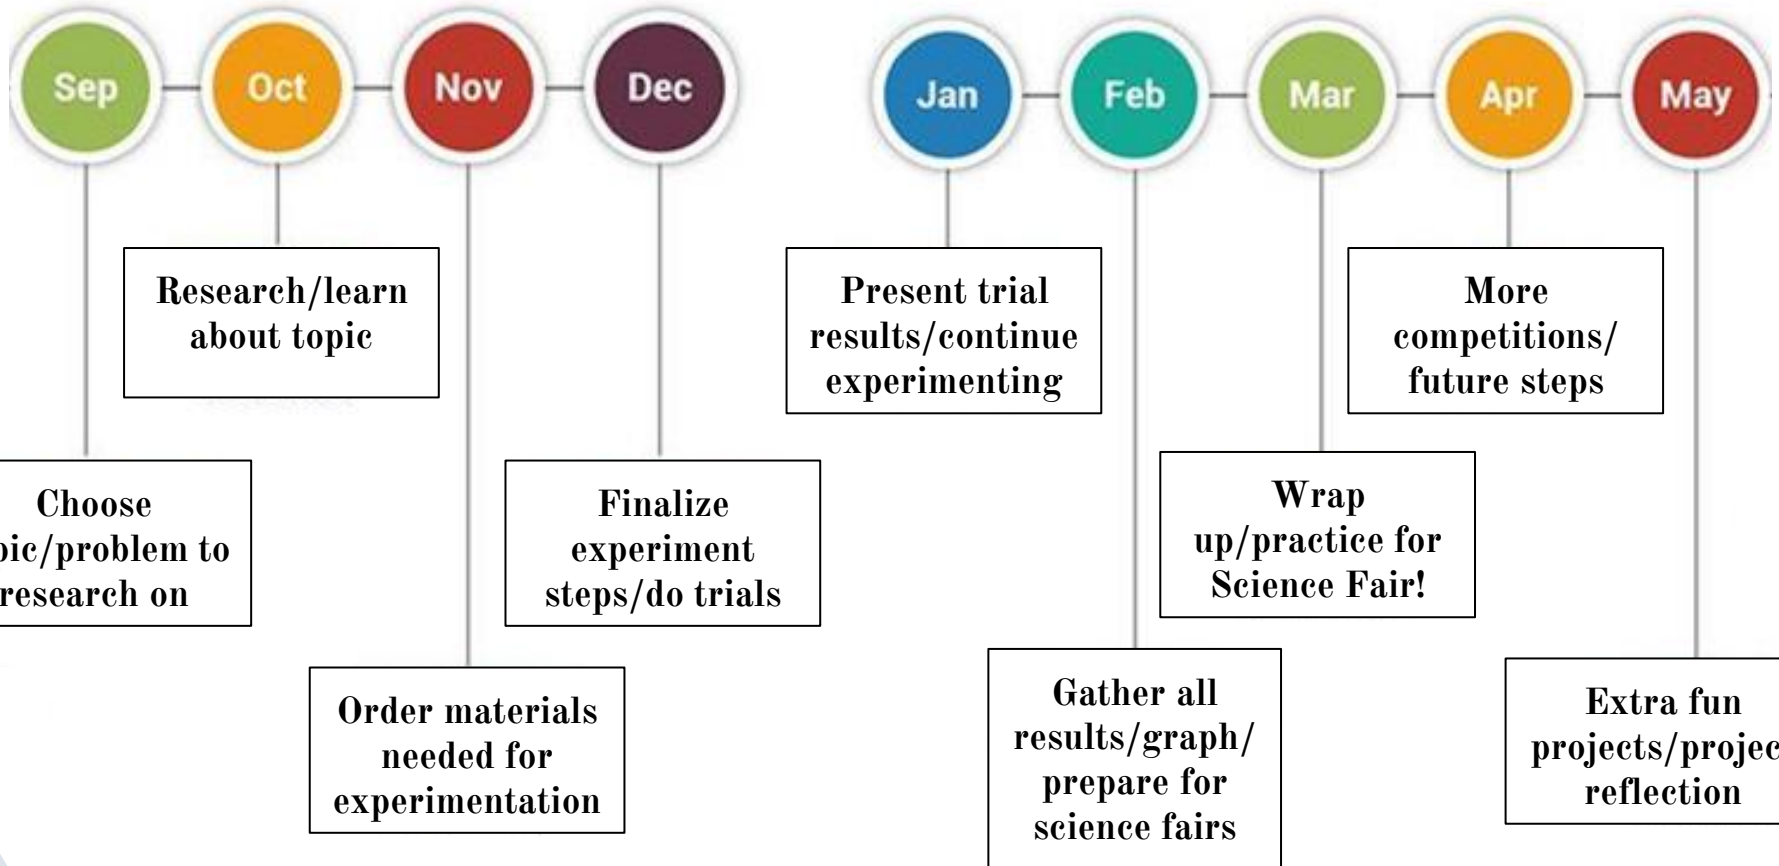 Sep
Oct
Nov
Dec
Jan
Feb
Mar
Apr
May
Research/learn
about topic
Present trial
results/continue
experimenting
More
competitions/
future steps
Choose
pic/problem to
research on
Finalize
experiment
steps/do trials
Wrap
up/practice for
Science Fair!
Order materials
needed for
experimentation
Gather all
results/graph/
prepare for
science fairs
Extra fun
projects/projec
reflection